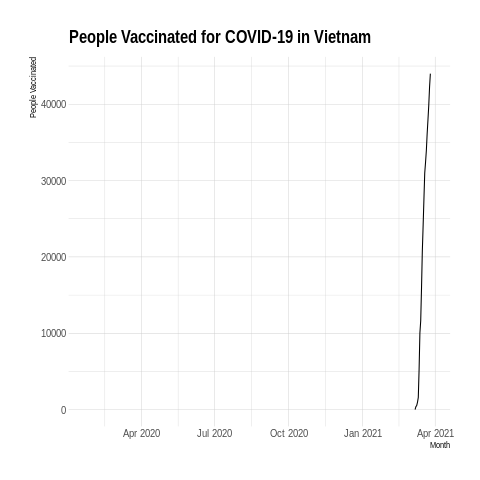 People Vaccinated for COVID-19 in Vietnam
People Vaccinated
40000
30000
20000
10000
0
Apr 2020 Jul 2020 Oct 2020 Jan 2021 Apr 2021
Month